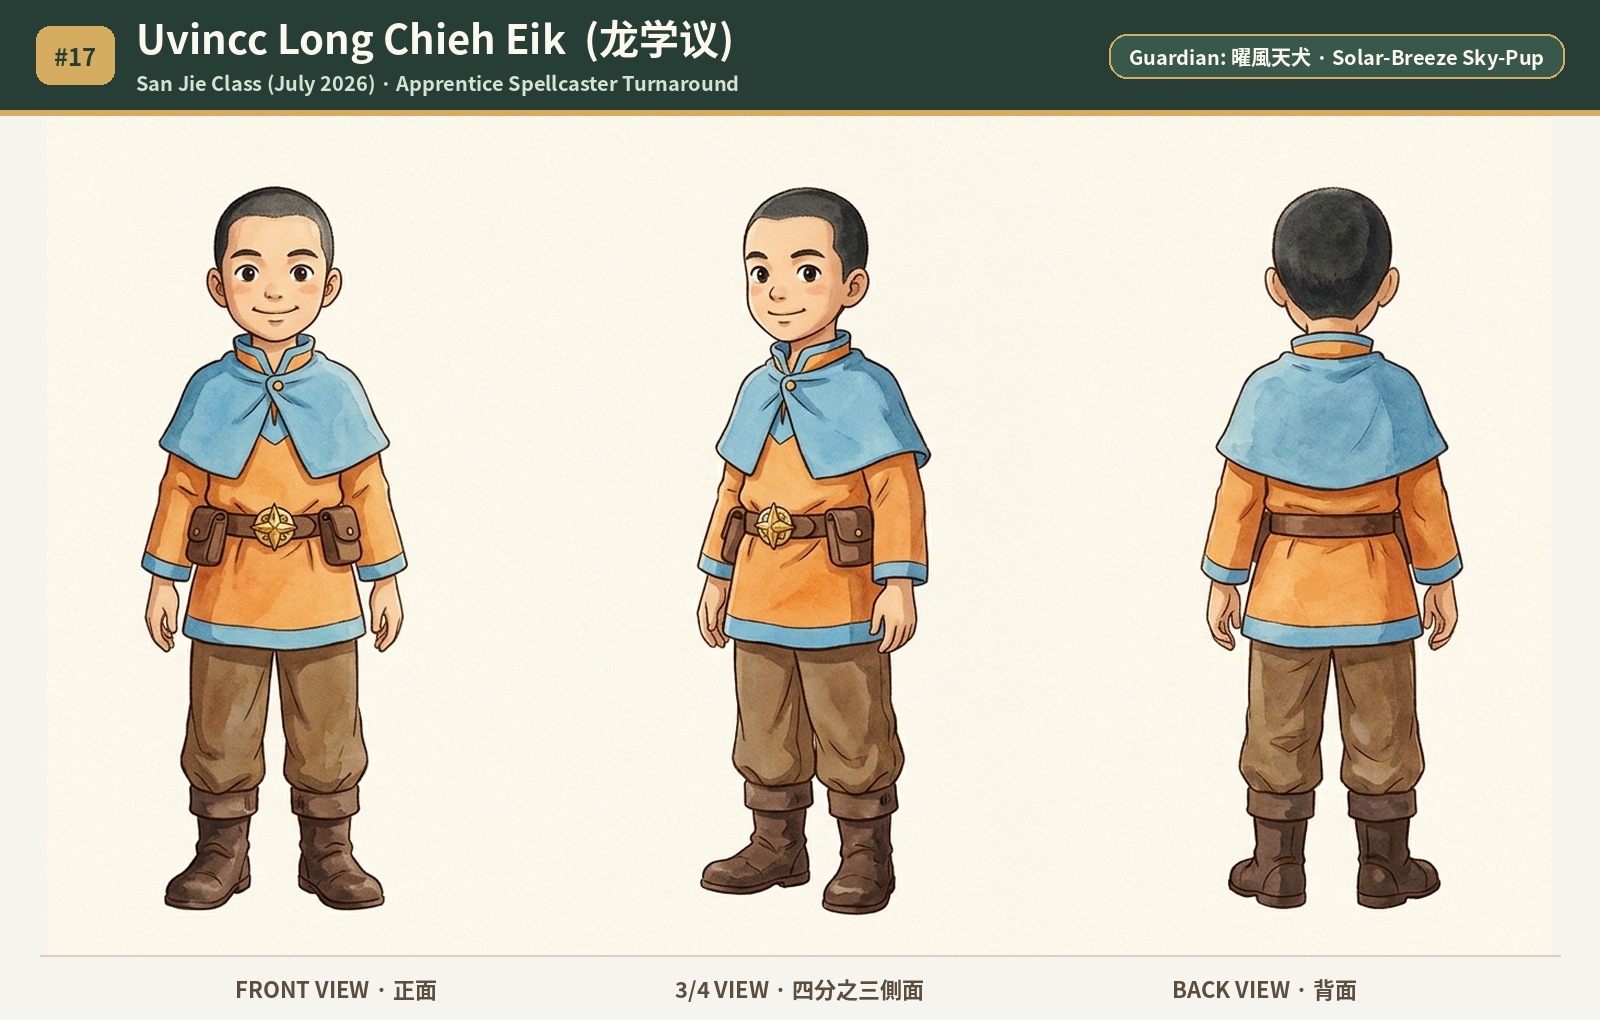 #17
Uvincc Long Chieh Eik (龙学议)
San Jie Class (July 2026) · Apprentice Spellcaster Turnaround
Guardian: 曜風天犬 · Solar-Breeze Sky-Pup
FRONT VIEW · 正面
3/4 VIEW · 四分之三側面
BACK VIEW · 背面